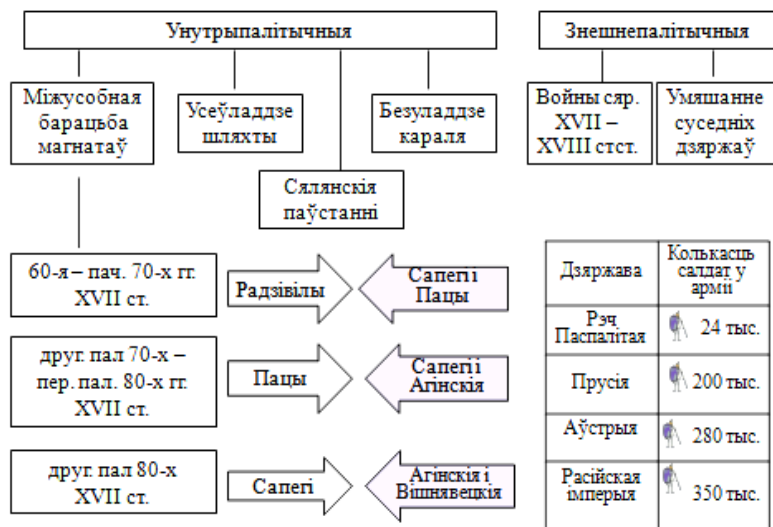 Унутрыпалітычныя
Знешнепалітычныя
Міжусобная
барацьба
магнатаў
Усеўладдзе
шляхты
Безуладдзе
караля
Войны сяр.
XVII –
XVIII стст.
Умяшанне
суседніх
дзяржаў
Сялянскія
паўстанні
60-я – пач. 70-х гг.
XVII ст.
Радзівілы
Сапегі і
Пацы
друг. пал 70-х –
пер. пал. 80-х гг.
XVII ст.
Пацы
Сапегі і
Агінскія
друг. пал 80-х
XVII ст.
Сапегі
Агінскія і
Вішнявецкія
Дзяржава
Колькасць
салдат у
арміі
Рэч
Паспалітая
24 тыс.
Прусія
200 тыс.
Аўстрыя
280 тыс.
Расійская
імперыя
350 тыс.